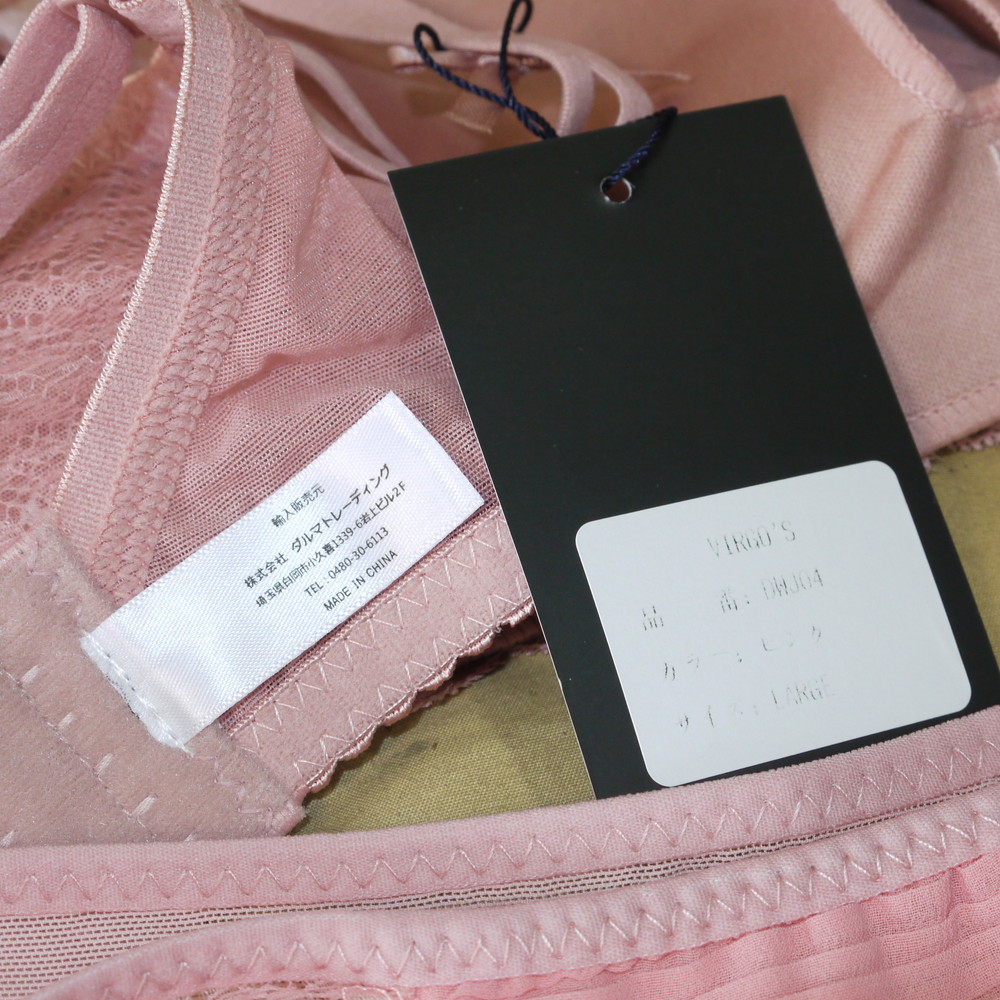 輸入販売元
株式会社 ダルマトレーディング
埼玉県白岡市小久喜1339-6岩上ビル2F
TEL:0480-30-6113
MADE IN CHINA
VIRGO'S
品 番: DWJ04
カラー: ピンク
サイズ: LARGE